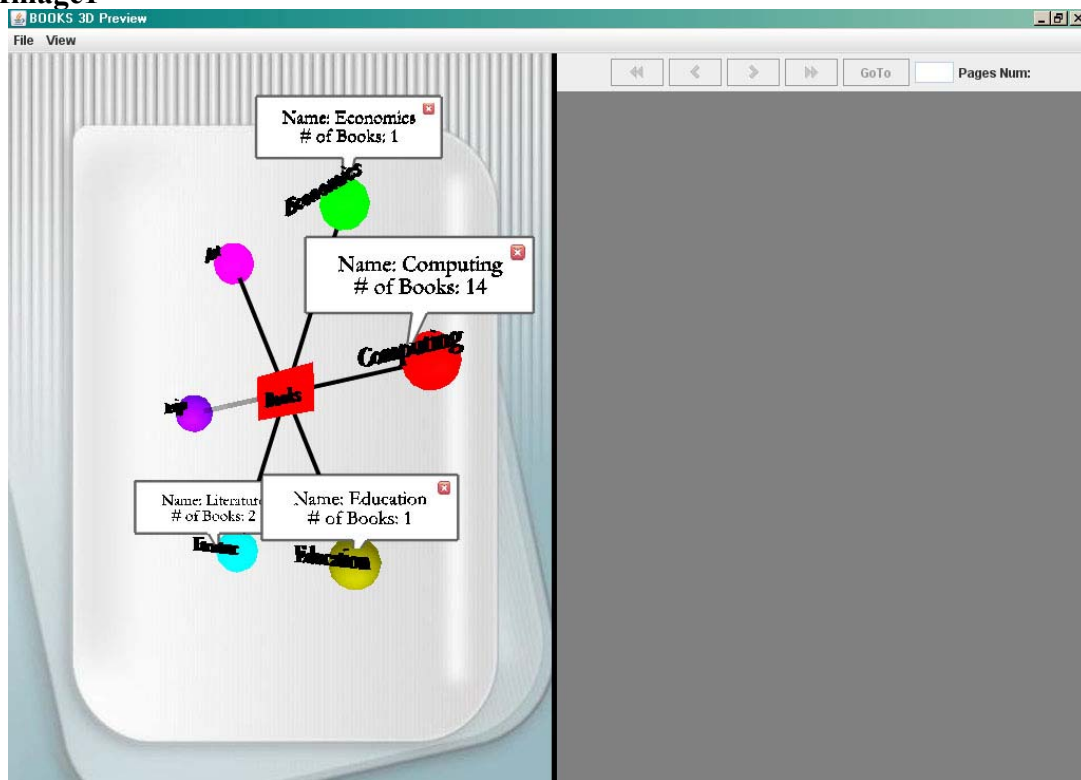 Image1
BOOKS 3D Preview
File View
GoTo Pages Num:
Name: Economics
# of Books: 1
Economics
Name: Computing
# of Books: 14
Computing
Books
Name: Literature
# of Books: 2
Name: Education
# of Books: 1
Education